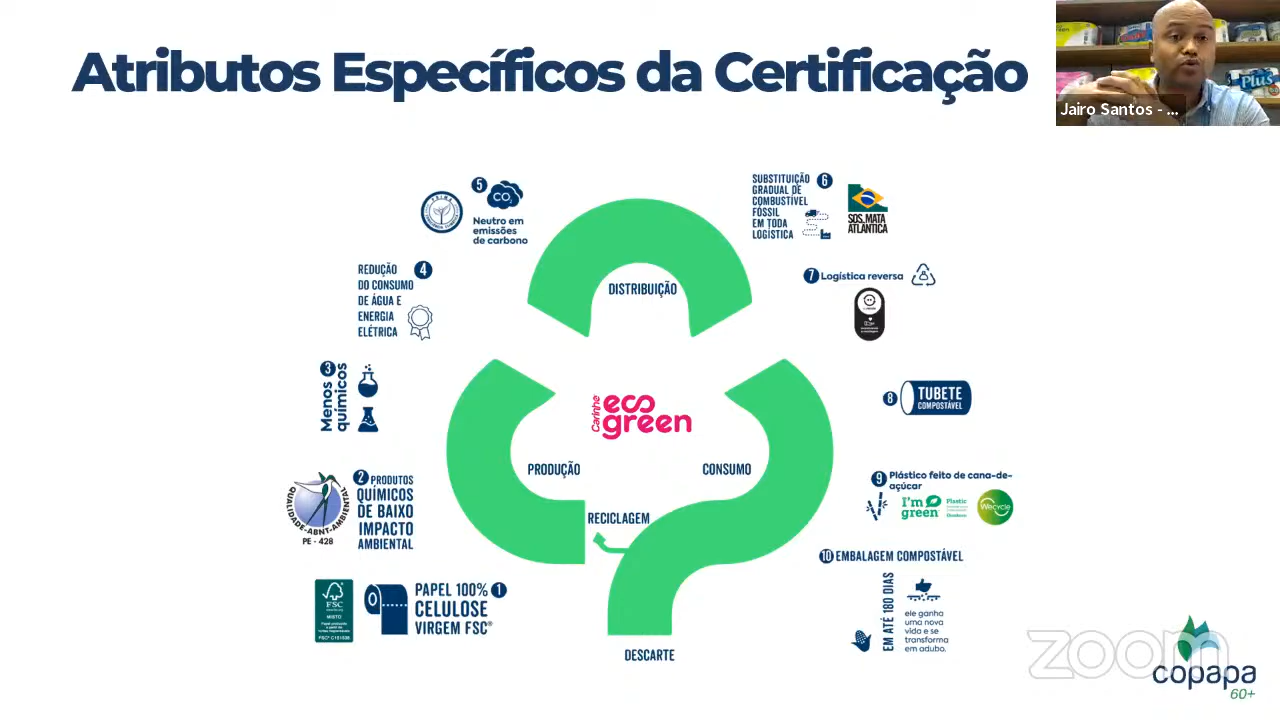 Atributos Específicos da Certificação
green
Plus
Jairo Santos - ...
5
CO₂
Neutro em
emissões
de carbono
SUBSTITUIÇÃO 6
GRADUAL DE
COMBUSTÍVEL
FÓSSIL
EM TODA
LOGÍSTICA
SOS MATA
ATLÂNTICA
REDUÇÃO 4
DO CONSUMO
DE ÁGUA E
ENERGIA
ELÉTRICA
DISTRIBUIÇÃO
7 Logística reversa
3
Menos
químicos
Carinho
eco
green
8 TUBETE
COMPOSTÁVEL
PRODUÇÃO
CONSUMO
QUALIDADE-ABNT-AMBIENTAL
PE - 428
2 PRODUTOS
QUÍMICOS
DE BAIXO
IMPACTO
AMBIENTAL
9 Plástico feito de cana-de-
açúcar
I'm
green
Plastic
Wecycle
RECICLAGEM
10 EMBALAGEM COMPOSTÁVEL
EM ATÉ 180 DIAS
ele ganha
uma nova
vida e se
transforma
em adubo.
FSC
MISTO
PAPEL 100% 1
CELULOSE
VIRGEM FSC®
DESCARTE
zoom
copapa
60+